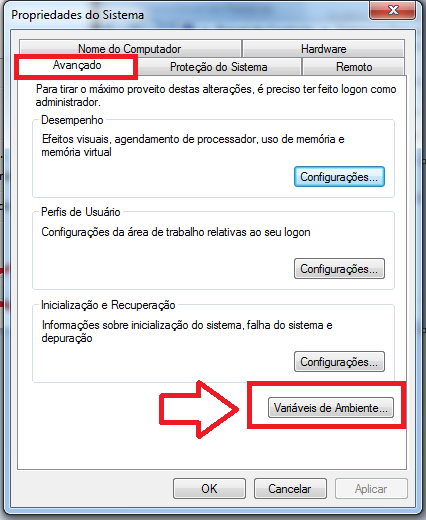 Propriedades do Sistema
Nome do Computador
Hardware
Avançado
Proteção do Sistema
Remoto
Para tirar o máximo proveito destas alterações, é preciso ter feito logon como
administrador.
Desempenho
Efeitos visuais, agendamento de processador, uso de memória e
memória virtual
Configurações...
Perfis de Usuário
Configurações da área de trabalho relativas ao seu logon
Configurações...
Inicialização e Recuperação
Informações sobre inicialização do sistema, falha do sistema e
depuração
Configurações...
Variáveis de Ambiente...
OK
Cancelar
Aplicar